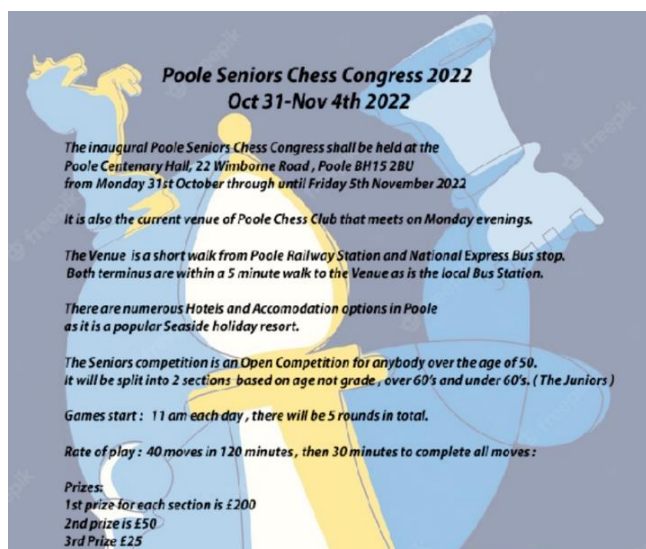 Poole Seniors Chess Congress 2022
Oct 31-Nov 4th 2022
The inaugural Poole Seniors Chess Congress shall be held at the
Poole Centenary Hall, 22 Wimborne Road , Poole BH15 2BU
from Monday 31st October through until Friday 5th November 2022
It is also the current venue of Poole Chess Club that meets on Monday evenings.
The Venue is a short walk from Poole Railway Station and National Express Bus stop.
Both terminus are within a 5 minute walk to the Venue as is the local Bus Station.
There are numerous Hotels and Accomodation options in Poole
as it is a popular Seaside holiday resort.
The Seniors competition is an Open Competition for anybody over the age of 50.
It will be split into 2 sections based on age not grade , over 60's and under 60's. ( The Juniors )
Games start : 11 am each day , there will be 5 rounds in total.
Rate of play : 40 moves in 120 minutes , then 30 minutes to complete all moves :
Prizes:
1st prize for each section is £200
2nd prize is £50
3rd Prize £25
freepik